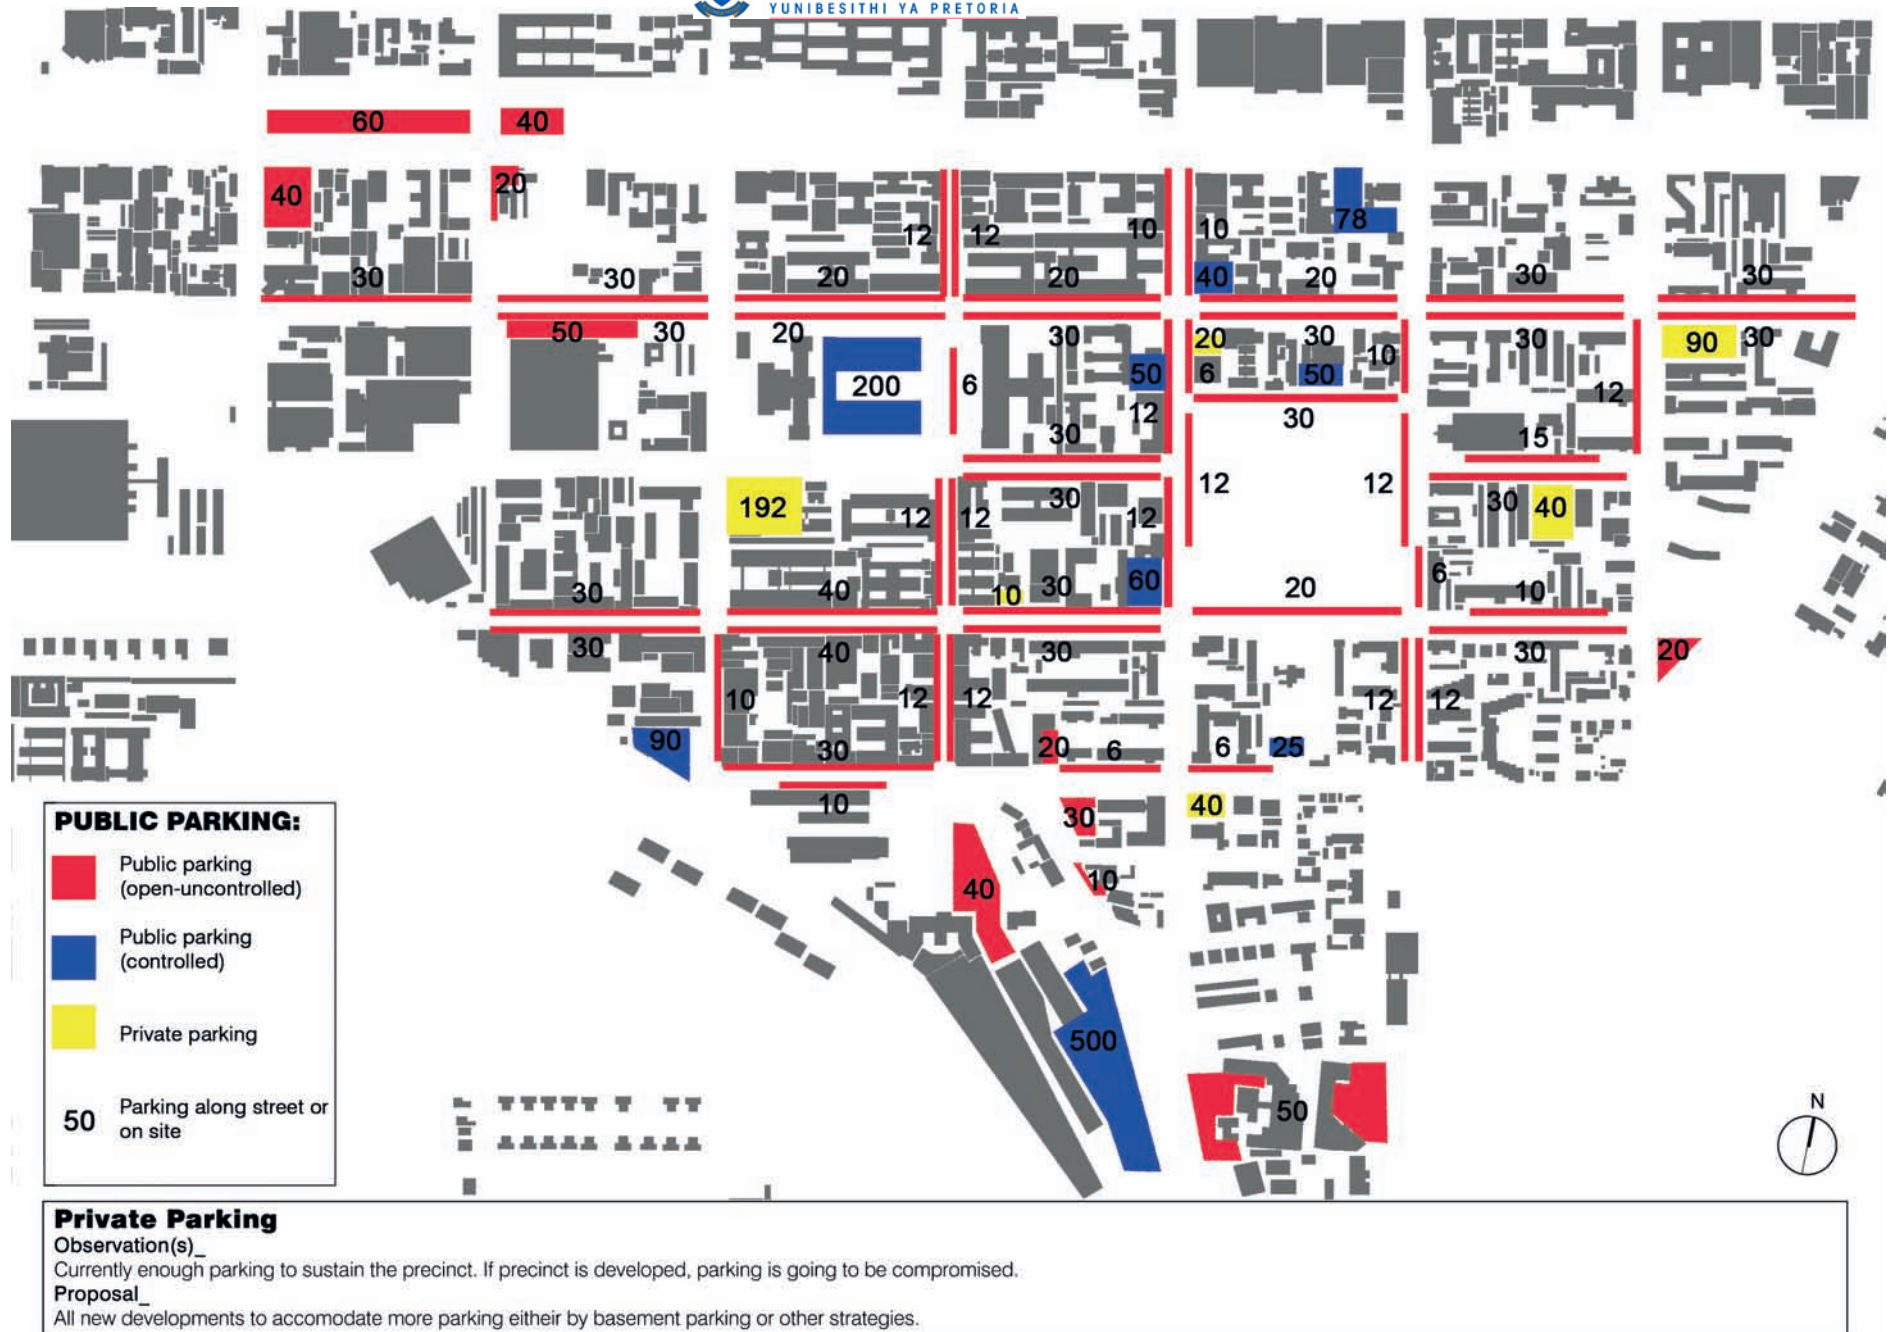 YUNIBESITHI YA PRETORIA
60 40
40 20
12 12 10 10 78
30 30 20 20 40 20 30 30
50 30 20 30 20 30 30 90 30
200 6 50 6 50 10 12
12 30
30 15
192 12 12 30 12 12 12 30 40
30 40 10 30 60 20 6 10
30 40 30 30 20
10 12 12 12 12
90 30 20 6 6 25
10 30 40
40 10
500
50
PUBLIC PARKING:
Public parking
(open-uncontrolled)
Public parking
(controlled)
Private parking
50 Parking along street or
on site
N
Private Parking
Observation(s)_
Currently enough parking to sustain the precinct. If precinct is developed, parking is going to be compromised.
Proposal_
All new developments to accomodate more parking eitheir by basement parking or other strategies.